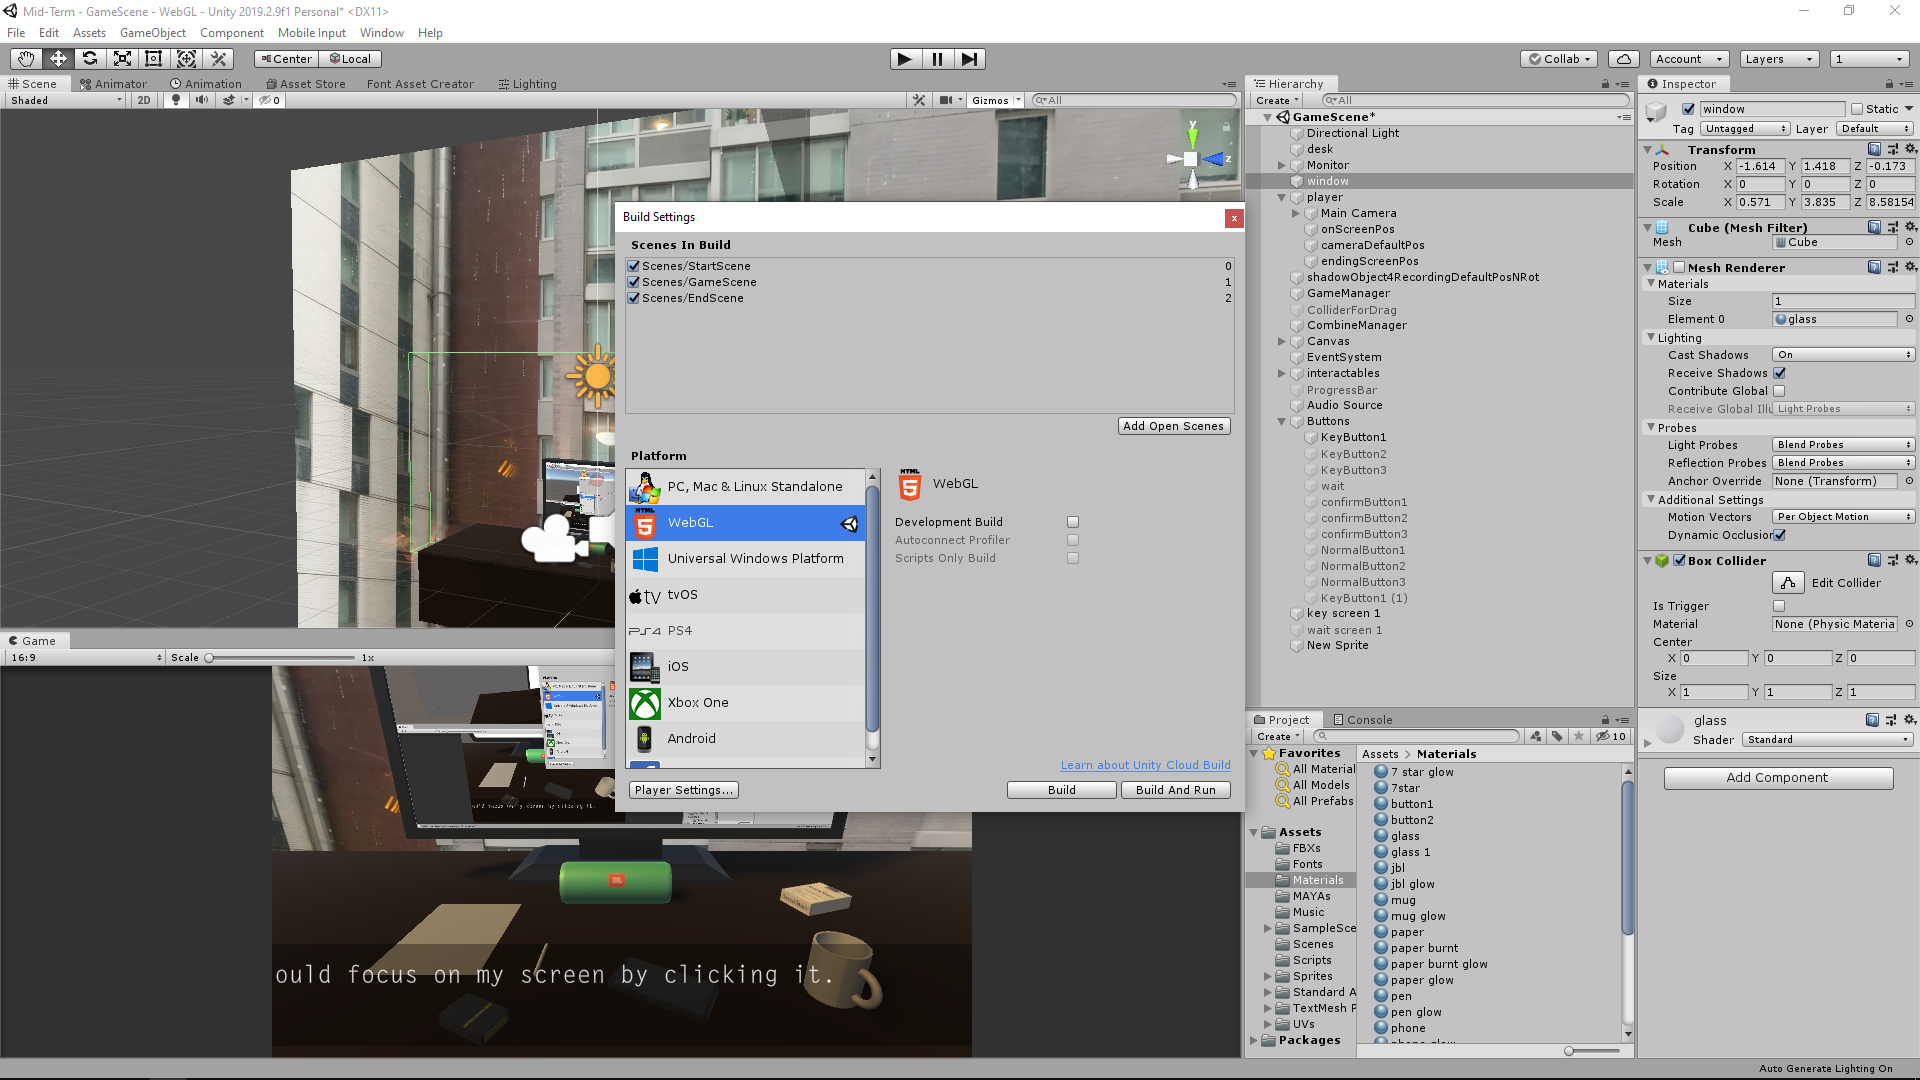 Mid-Term - GameScene - WebGL - Unity 2019.2.9f1 Personal* <DX11>
File Edit Assets GameObject Component Mobile Input Window Help
Center Local
Collab Account Layers 1
Scene Animator Animation Asset Store Font Asset Creator Lighting
Shaded 2D 0 Gizmos All
y
z
Build Settings
Scenes In Build
Scenes/StartScene 0
Scenes/GameScene 1
Scenes/EndScene 2
Add Open Scenes
Platform
PC, Mac & Linux Standalone
WebGL
Universal Windows Platform
tvOS
PS4
iOS
Xbox One
Android
HTML
WebGL
Development Build
Autoconnect Profiler
Scripts Only Build
Learn about Unity Cloud Build
Player Settings...
Build
Build And Run
Game
16:9 Scale 1x
ould focus on my screen by clicking it.
Hierarchy
Create All
GameScene*
Directional Light
desk
Monitor
window
player
Main Camera
onScreenPos
cameraDefaultPos
endingScreenPos
shadowObject4RecordingDefaultPosNRot
GameManager
ColliderForDrag
CombineManager
Canvas
EventSystem
interactables
ProgressBar
Audio Source
Buttons
KeyButton1
KeyButton2
KeyButton3
wait
confirmButton1
confirmButton2
confirmButton3
NormalButton1
NormalButton2
NormalButton3
KeyButton1 (1)
key screen 1
wait screen 1
New Sprite
Project Console
Create 10
Favorites
All Material
All Models
All Prefabs
Assets
FBXs
Fonts
Materials
MAYAs
Music
SampleSce
Scenes
Scripts
Sprites
Standard A
TextMesh P
UVs
Packages
Assets > Materials
7 star glow
7star
button1
button2
glass
glass 1
jbl
jbl glow
mug
mug glow
paper
paper burnt
paper burnt glow
paper glow
pen
pen glow
phone
Inspector
window Static
Tag Untagged Layer Default
Transform
Position X -1.614 Y 1.418 Z -0.173
Rotation X 0 Y 0 Z 0
Scale X 0.571 Y 3.835 Z 8.58154
Cube (Mesh Filter)
Mesh Cube
Mesh Renderer
Materials
Size 1
Element 0 glass
Lighting
Cast Shadows On
Receive Shadows
Contribute Global
Receive Global Illu Light Probes
Probes
Light Probes Blend Probes
Reflection Probes Blend Probes
Anchor Override None (Transform)
Additional Settings
Motion Vectors Per Object Motion
Dynamic Occlusion
Box Collider
Edit Collider
Is Trigger
Material None (Physic Materia
Center
X 0 Y 0 Z 0
Size
X 1 Y 1 Z 1
glass
Shader Standard
Add Component
Auto Generate Lighting On